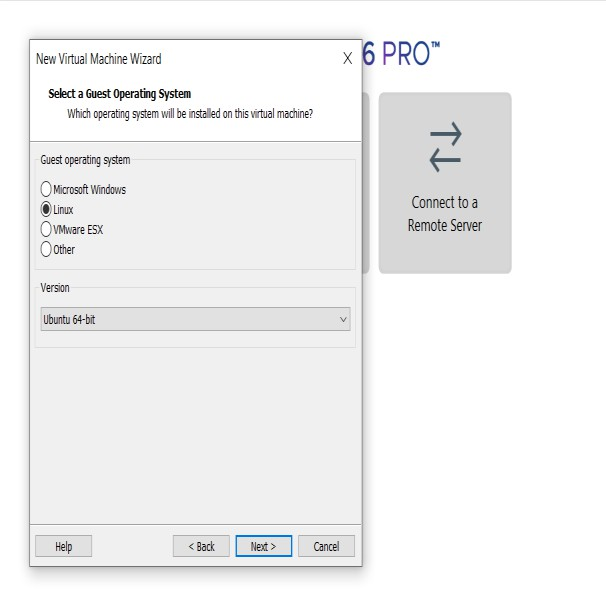 6 PRO™
New Virtual Machine Wizard
X
Select a Guest Operating System
Which operating system will be installed on this virtual machine?
Guest operating system
Microsoft Windows
Linux
VMware ESX
Other
Version
Ubuntu 64-bit
Help
< Back
Next >
Cancel
Connect to a
Remote Server